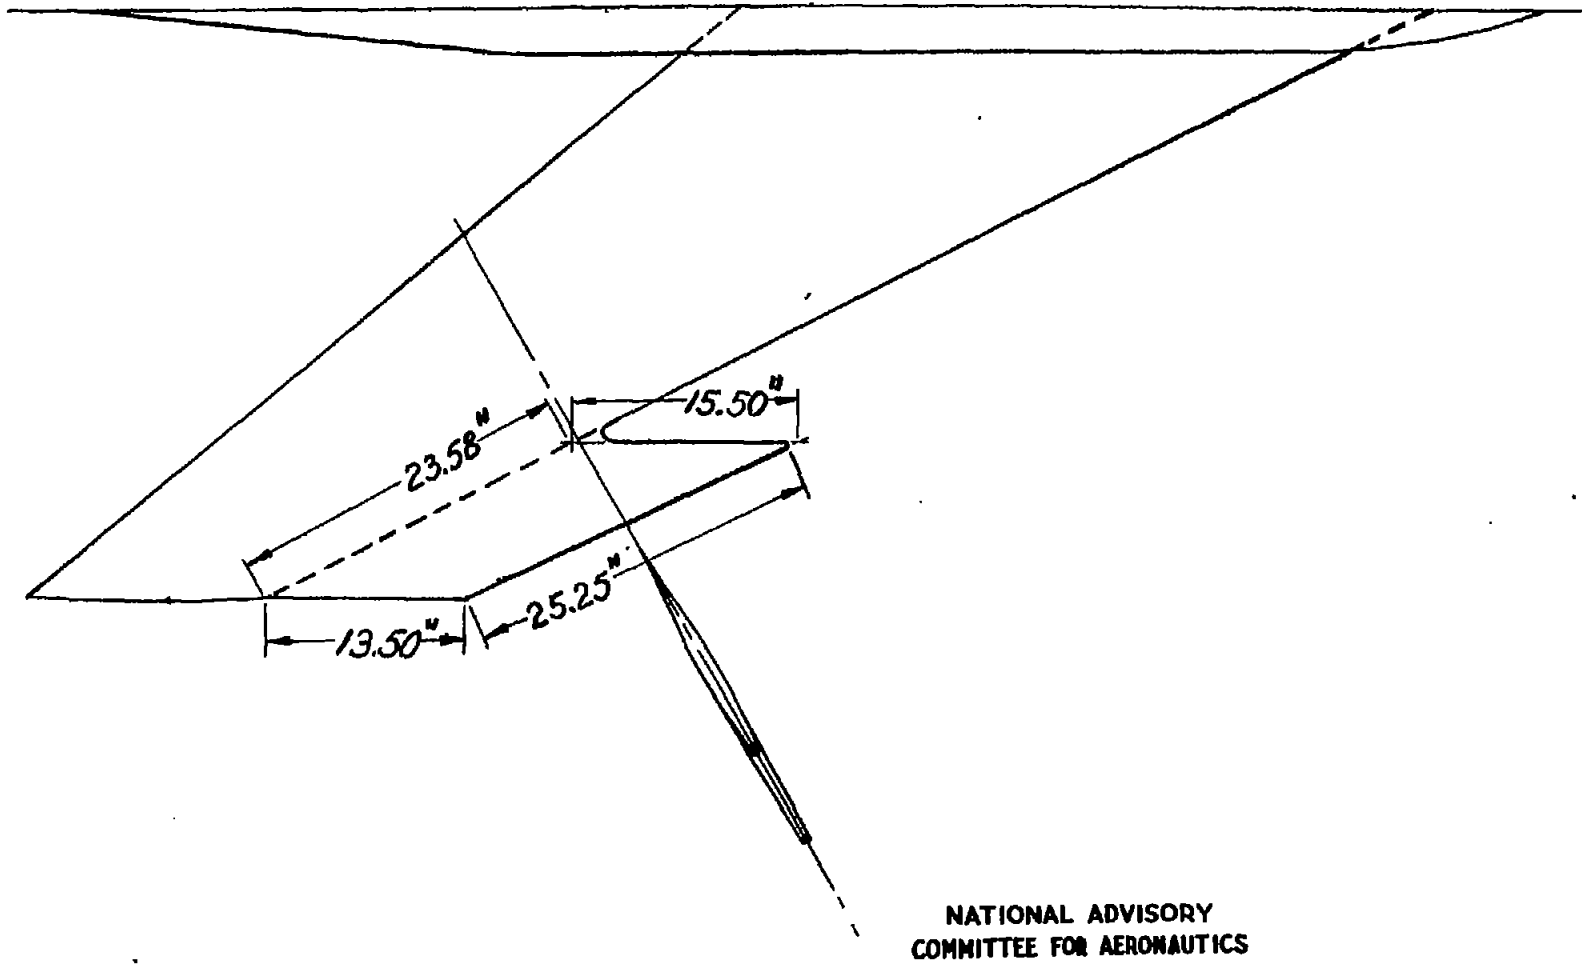 15.50"
23.58"
25.25"
13.50"
NATIONAL ADVISORY
COMMITTEE FOR AERONAUTICS